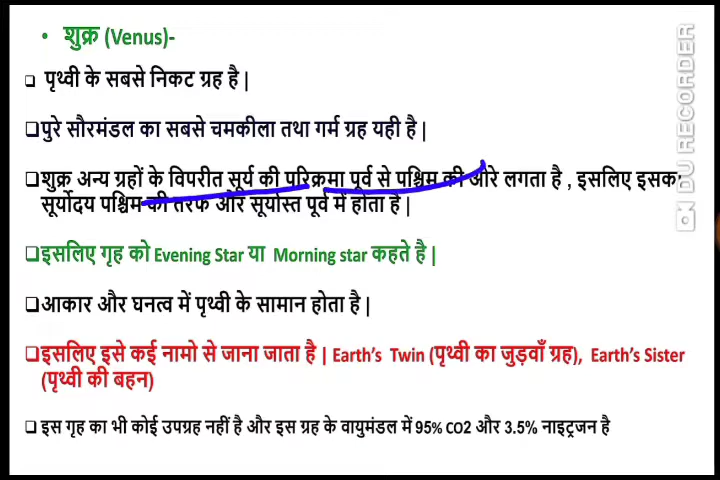 • शुक्र (Venus)-
❑ पृथ्वी के सबसे निकट ग्रह है |
❑पुरे सौरमंडल का सबसे चमकीला तथा गर्म ग्रह यही है |
❑शुक्र अन्य ग्रहों के विपरीत सूर्य की परिक्रमा पूर्व से पश्चिम की ओरे लगता है , इसलिए इसक
सूर्योदय पश्चिम की तरफ और सूयोस्त पूर्व में होता है |
❑इसलिए गृह को Evening Star या Morning star कहते है |
❑आकार और घनत्व में पृथ्वी के सामान होता है |
❑इसलिए इसे कई नामो से जाना जाता है | Earth's Twin (पृथ्वी का जुड़वाँ ग्रह), Earth's Sister
(पृथ्वी की बहन)
❑ इस गृह का भी कोई उपग्रह नहीं है और इस ग्रह के वायुमंडल में 95% CO2 और 3.5% नाइट्रजन है
DU RECORDER